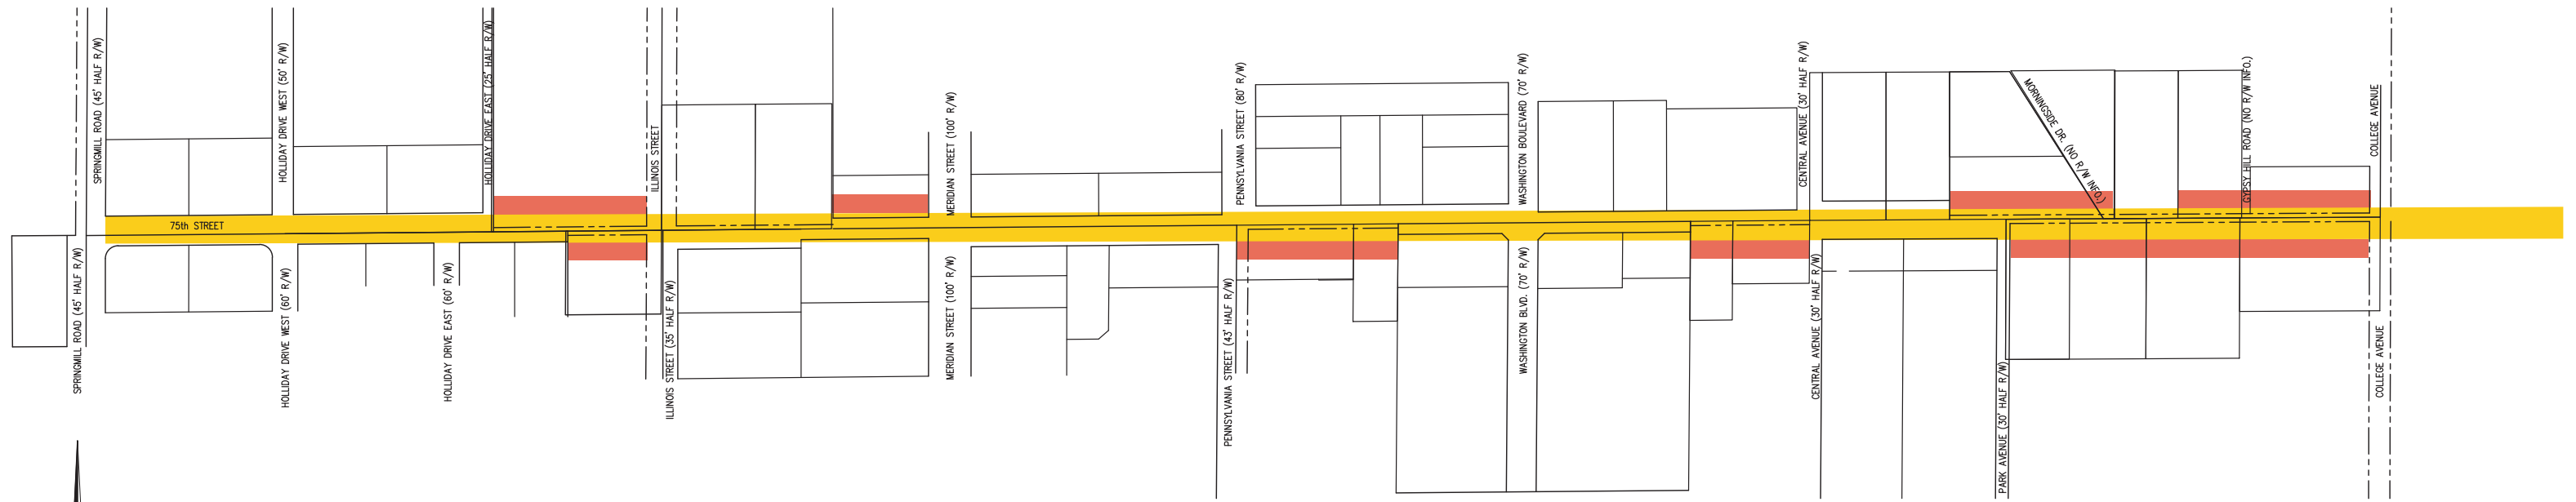 SPRINGMILL ROAD (45' HALF R/W)
HOLLIDAY DRIVE WEST (50' R/W)
HOLLIDAY DRIVE EAST (25' HALF R/W)
ILLINOIS STREET
MERIDIAN STREET (100' R/W)
PENNSYLVANIA STREET (80' R/W)
WASHINGTON BOULEVARD (70' R/W)
CENTRAL AVENUE (30' HALF R/W)
MORNINGSIDE DR. (NO R/W INFO.)
GYPSY HILL ROAD (NO R/W INFO.)
COLLEGE AVENUE
75th STREET
SPRINGMILL ROAD (45' HALF R/W)
HOLLIDAY DRIVE WEST (60' R/W)
HOLLIDAY DRIVE EAST (60' R/W)
ILLINOIS STREET (35' HALF R/W)
MERIDIAN STREET (100' R/W)
PENNSYLVANIA STREET (43' HALF R/W)
WASHINGTON BLVD. (70' R/W)
CENTRAL AVENUE (30' HALF R/W)
PARK AVENUE (30' HALF R/W)
COLLEGE AVENUE